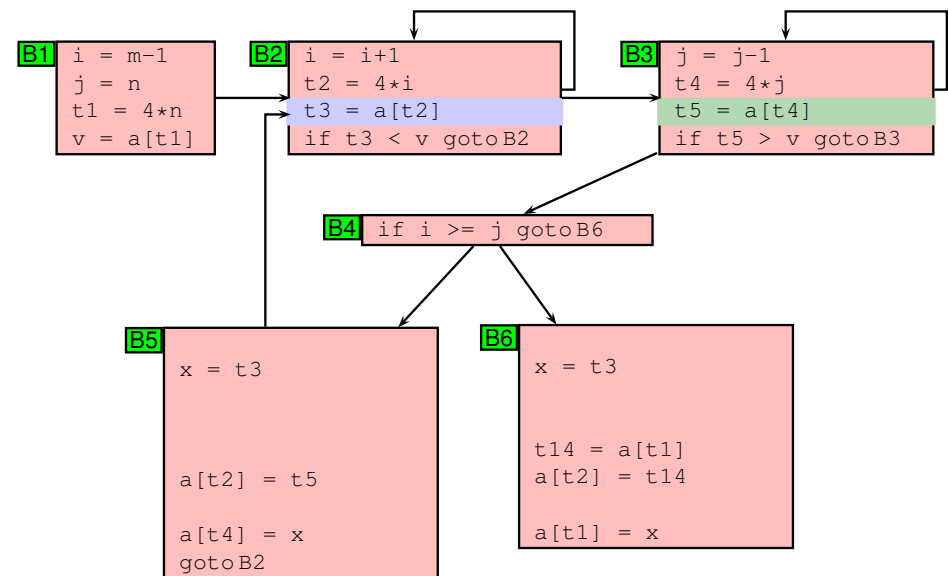 B1
i = m-1
j = n
t1 = 4*n
v = a[t1]
B2
i = i+1
t2 = 4*i
t3 = a[t2]
if t3 < v goto B2
B3
j = j-1
t4 = 4*j
t5 = a[t4]
if t5 > v goto B3
B4
if i >= j goto B6
B5
x = t3
a[t2] = t5
a[t4] = x
goto B2
B6
x = t3
t14 = a[t1]
a[t2] = t14
a[t1] = x